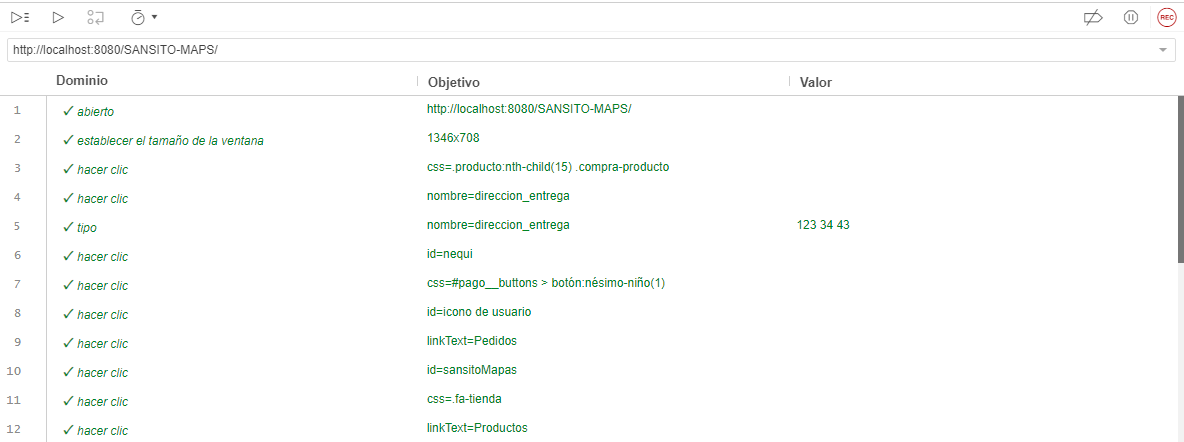 REC
http://localhost:8080/SANSITO-MAPS/
Dominio Objetivo Valor
1 ✓ abierto http://localhost:8080/SANSITO-MAPS/
2 ✓ establecer el tamaño de la ventana 1346x708
3 ✓ hacer clic css=.producto:nth-child(15) .compra-producto
4 ✓ hacer clic nombre=direccion_entrega
5 ✓ tipo nombre=direccion_entrega 123 34 43
6 ✓ hacer clic id=nequi
7 ✓ hacer clic css=#pago__buttons > botón:nésimo-niño(1)
8 ✓ hacer clic id=icono de usuario
9 ✓ hacer clic linkText=Pedidos
10 ✓ hacer clic id=sansitoMapas
11 ✓ hacer clic css=.fa-tienda
12 ✓ hacer clic linkText=Productos